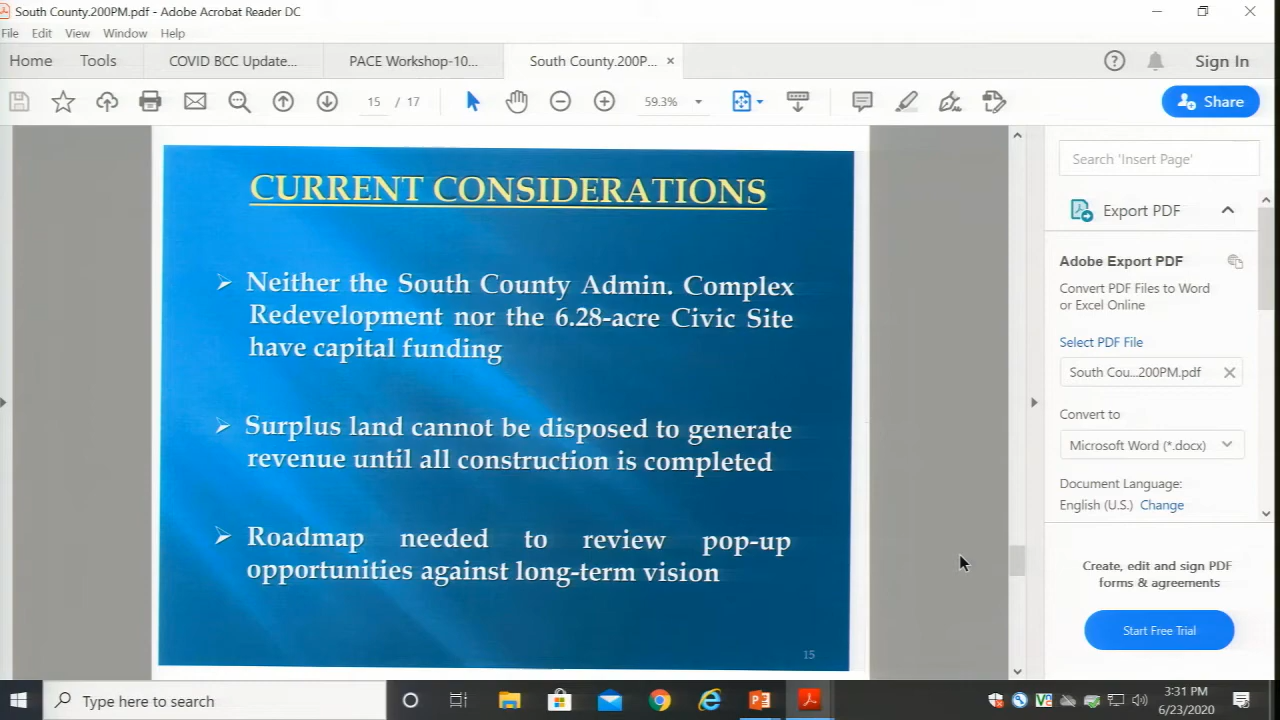 South County.200PM.pdf - Adobe Acrobat Reader DC
File Edit View Window Help
Home Tools COVID BCC Update... PACE Workshop-10... South County.200P... Sign In
15 / 17 59.3% Share
CURRENT CONSIDERATIONS
Neither the South County Admin. Complex
Redevelopment nor the 6.28-acre Civic Site
have capital funding
Surplus land cannot be disposed to generate
revenue until all construction is completed
Roadmap needed to review pop-up
opportunities against long-term vision
15
Search 'Insert Page'
Export PDF
Adobe Export PDF
Convert PDF Files to Word
or Excel Online
Select PDF File
South Cou...200PM.pdf
Convert to
Microsoft Word (*.docx)
Document Language:
English (U.S.) Change
Create, edit and sign PDF
forms & agreements
Start Free Trial
Type here to search
3:31 PM
6/23/2020